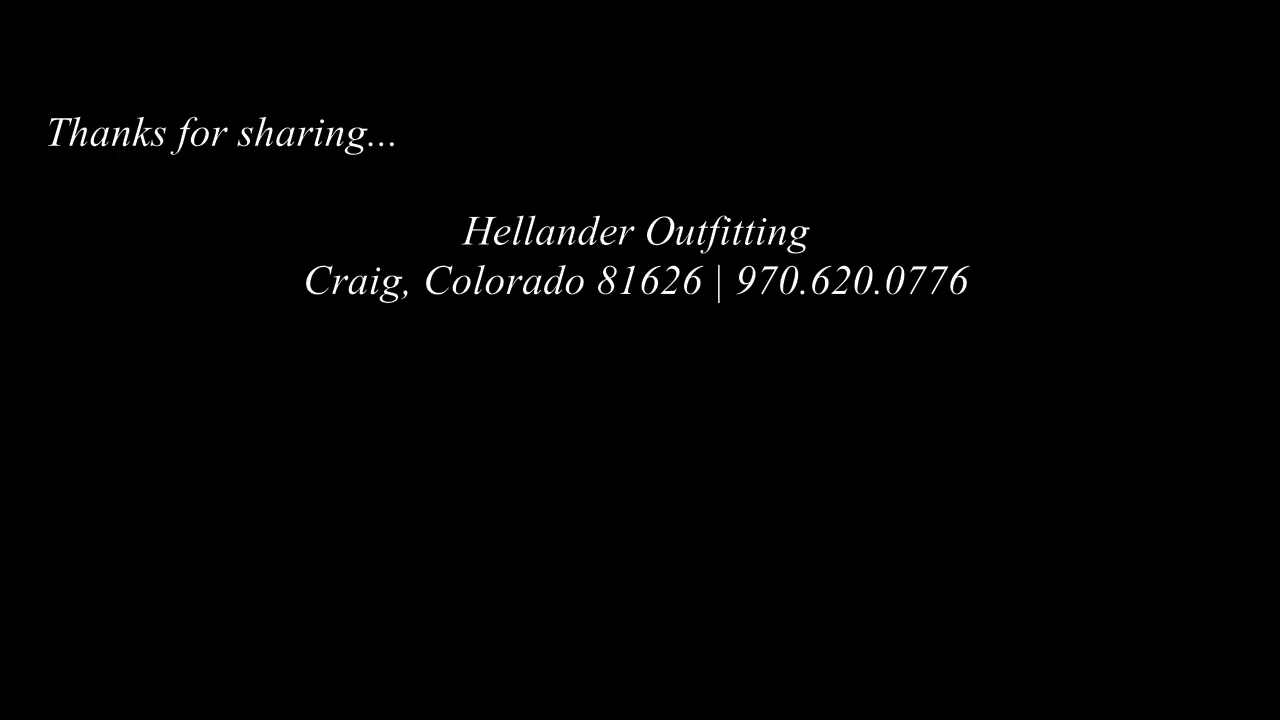 Thanks for sharing...
Hellander Outfitting
Craig, Colorado 81626 | 970.620.0776